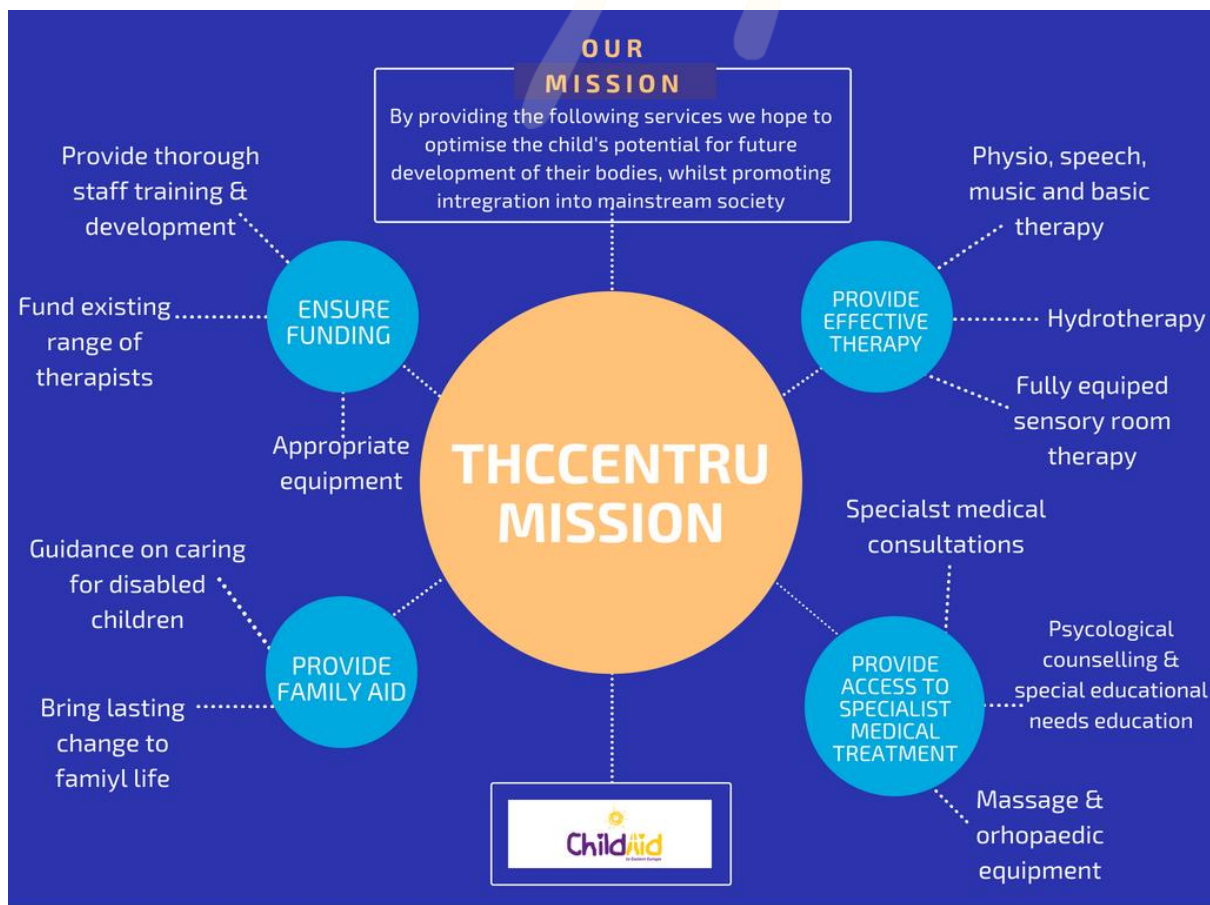 OUR
MISSION
By providing the following services we hope to
optimise the child's potential for future
development of their bodies, whilst promoting
intregration into mainstream society
Provide thorough
staff training &
development
Fund existing
range of
therapists
Appropriate
equipment
ENSURE
FUNDING
Physio, speech,
music and basic
therapy
Hydrotherapy
Fully equiped
sensory room
therapy
PROVIDE
EFFECTIVE
THERAPY
THCCENTRU
MISSION
Guidance on caring
for disabled
children
Bring lasting
change to
famiyl life
PROVIDE
FAMILY AID
Specialst medical
consultations
Psycological
counselling &
special educational
needs education
Massage &
orhopaedic
equipment
PROVIDE
ACCESS TO
SPECIALIST
MEDICAL
TREATMENT
ChildAid
to Eastern Europe